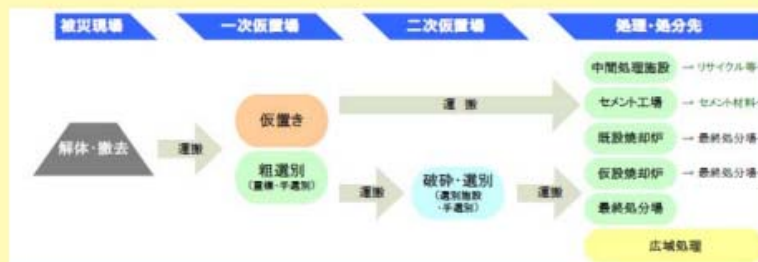 被災現場
一次仮置場
二次仮置場
処理・処分先
解体・撤去
運搬
仮置き
粗選別
(重機・手選別)
運搬
運搬
破砕・選別
(選別施設
・手選別)
運搬
中間処理施設 → リサイクル等
セメント工場 → セメント材料
既設焼却炉 → 最終処分場
仮設焼却炉 → 最終処分場
最終処分場
広域処理